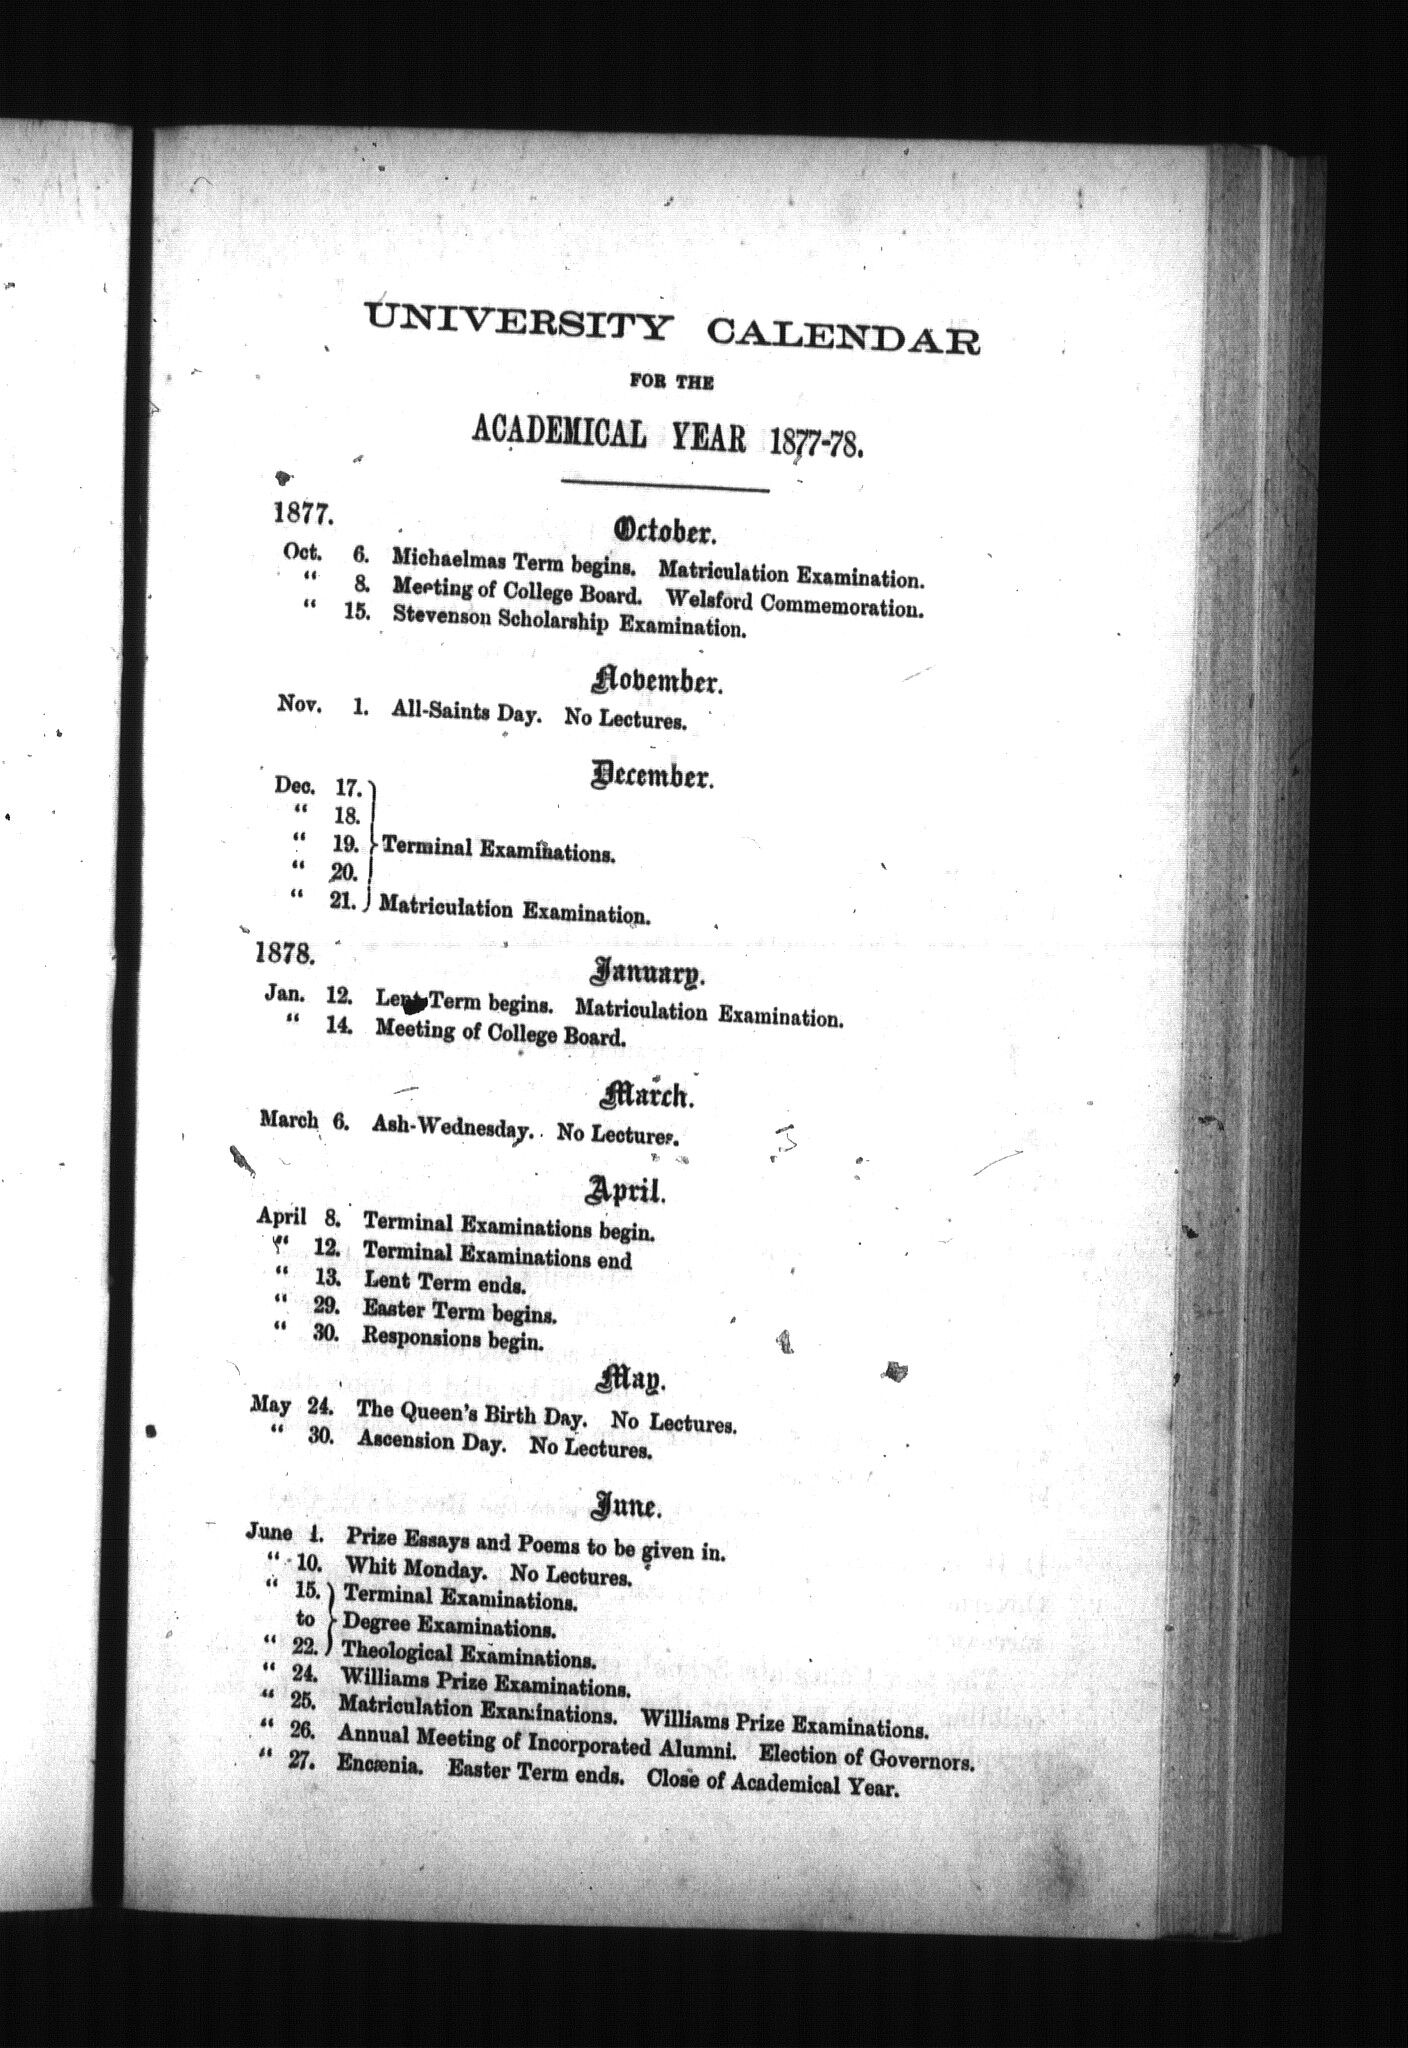 UNIVERSITY CALENDAR
FOR THE
ACADEMICAL YEAR 1877-78.
1877.
October.
Oct. 6. Michaelmas Term begins. Matriculation Examination.
“ 8. Meeting of College Board. Welsford Commemoration.
“ 15. Stevenson Scholarship Examination.
November.
Nov. 1. All-Saints Day. No Lectures.
December.
Dec. 17.
“ 18.
“ 19. Terminal Examinations.
“ 20.
“ 21. Matriculation Examination.
1878.
January.
Jan. 12. Lent Term begins. Matriculation Examination.
“ 14. Meeting of College Board.
March.
March 6. Ash-Wednesday. No Lectures.
April.
April 8. Terminal Examinations begin.
“ 12. Terminal Examinations end
“ 13. Lent Term ends.
“ 29. Easter Term begins.
“ 30. Responsions begin.
May.
May 24. The Queen's Birth Day. No Lectures.
“ 30. Ascension Day. No Lectures.
June.
June 1. Prize Essays and Poems to be given in.
“ 10. Whit Monday. No Lectures.
“ 15. Terminal Examinations.
to Degree Examinations.
“ 22. Theological Examinations.
“ 24. Williams Prize Examinations.
“ 25. Matriculation Examinations. Williams Prize Examinations.
“ 26. Annual Meeting of Incorporated Alumni. Election of Governors.
“ 27. Encænia. Easter Term ends. Close of Academical Year.